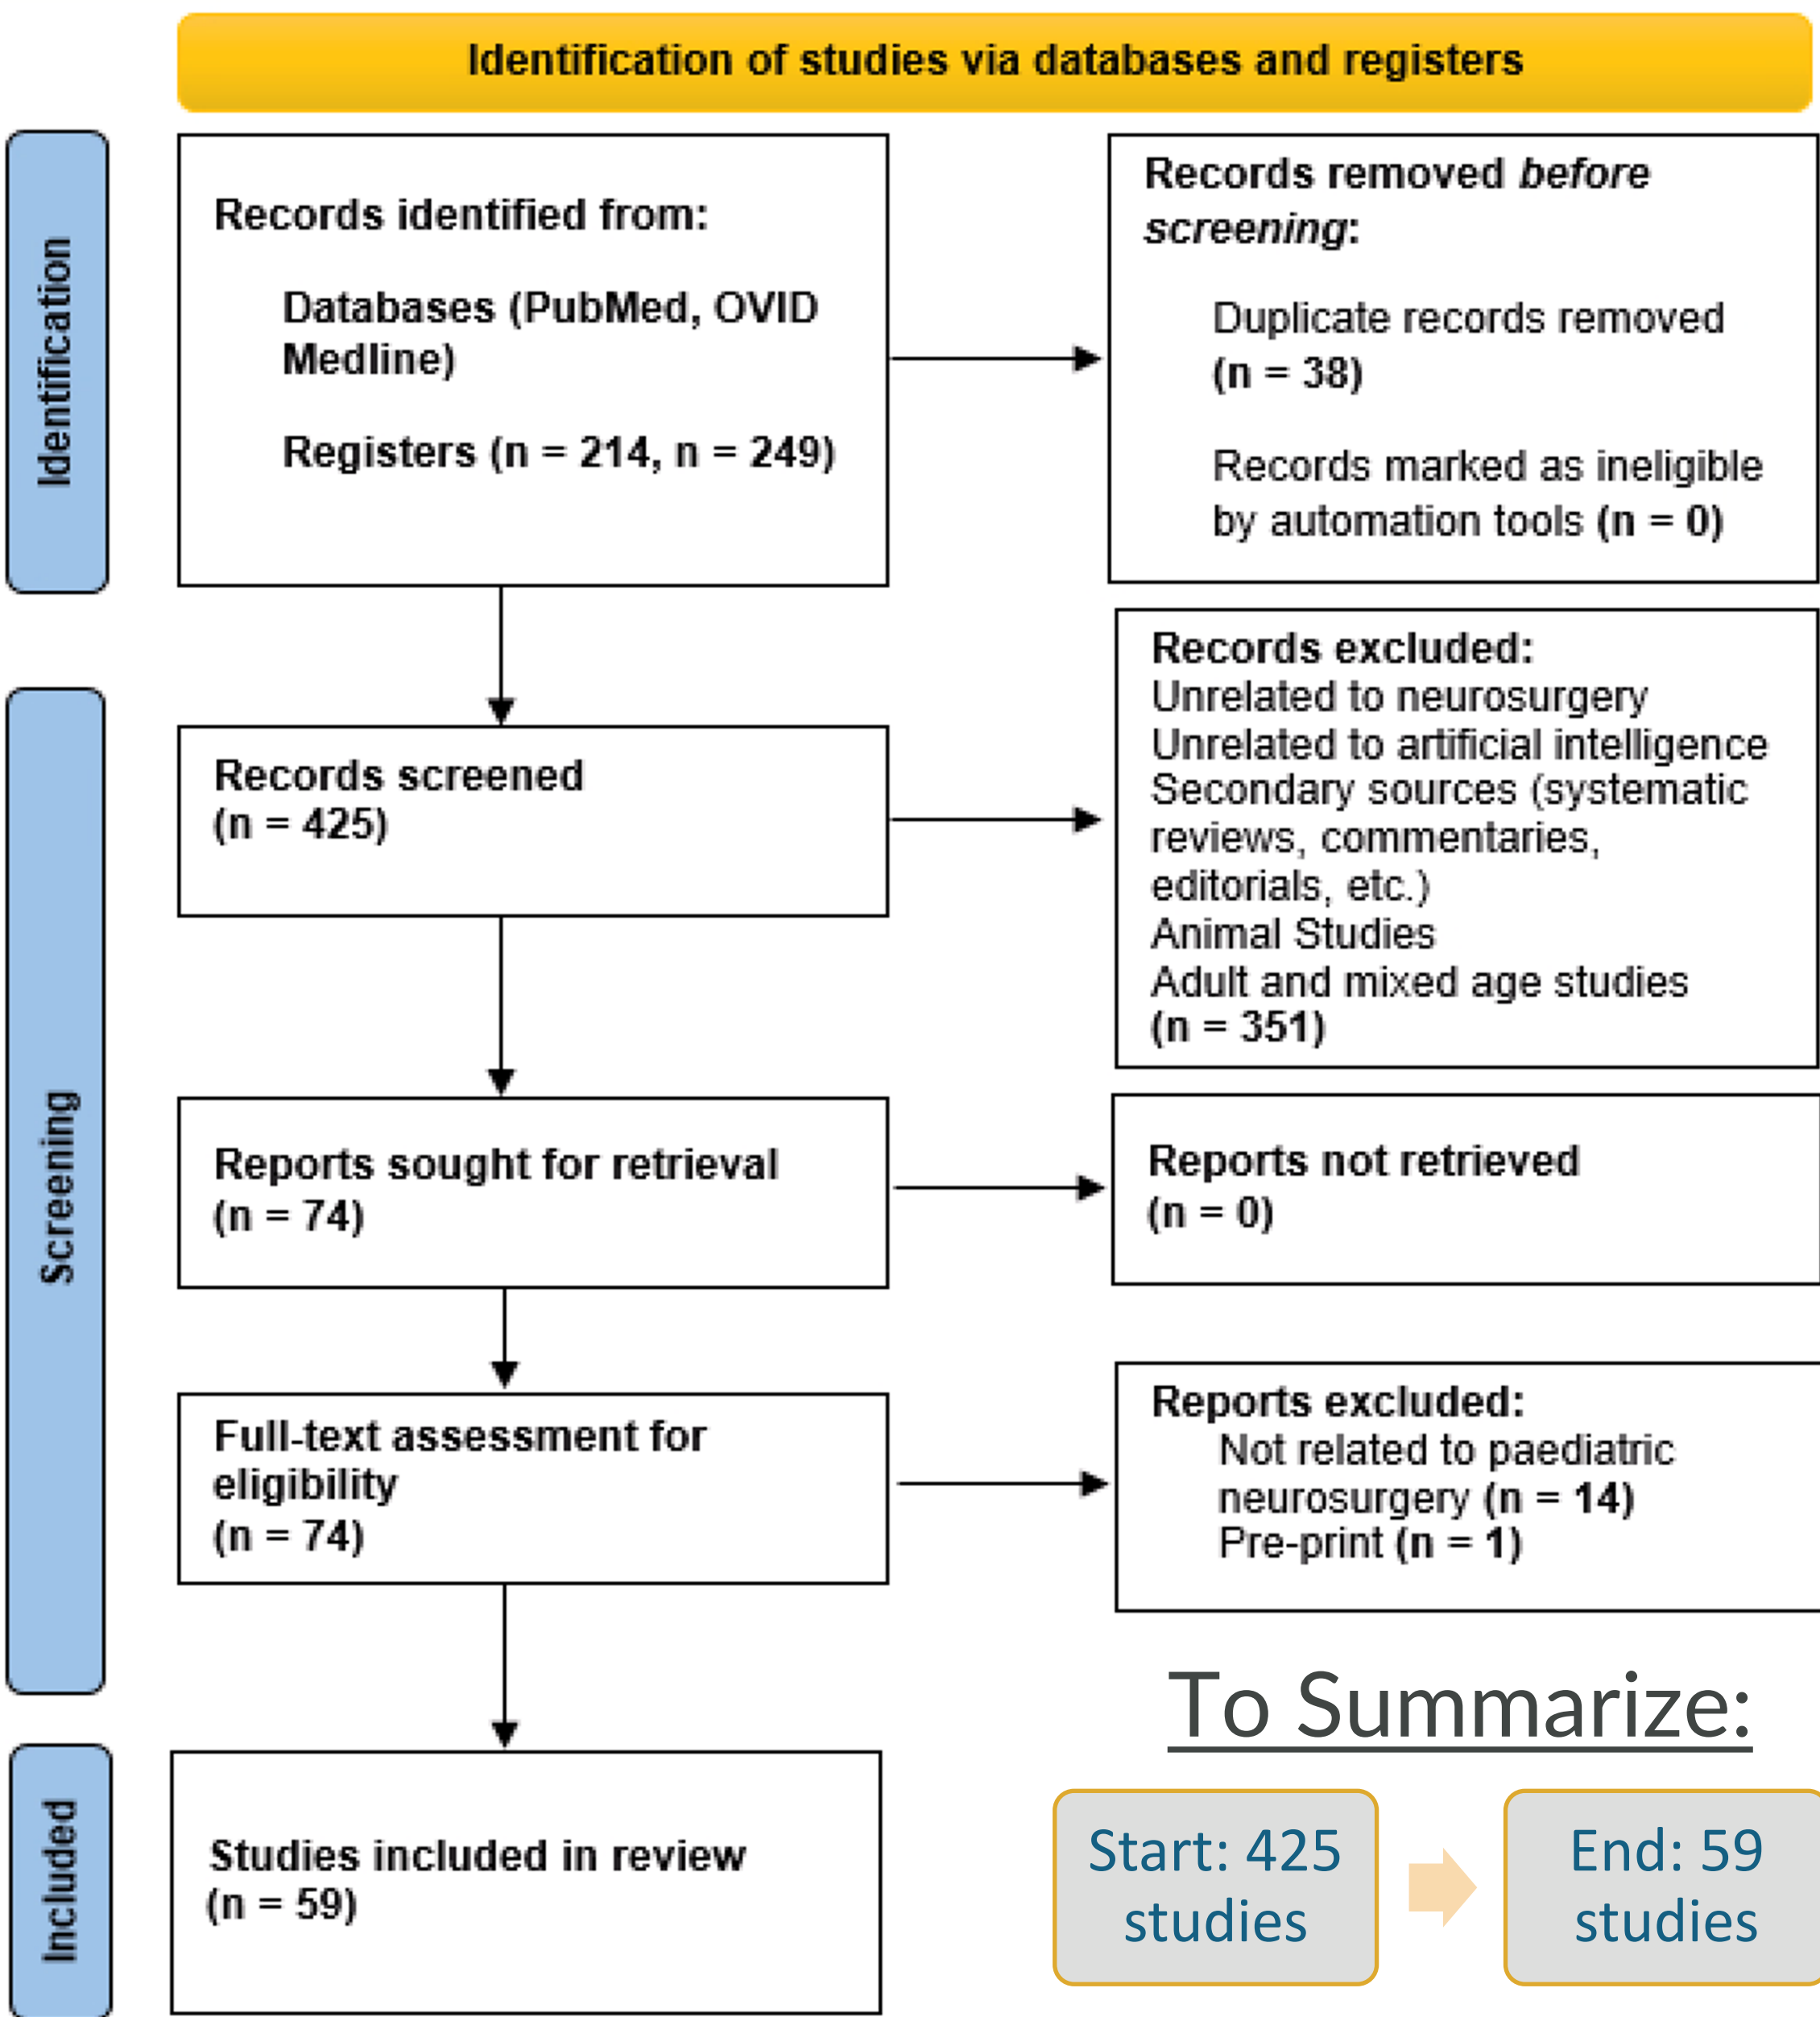 Identification of studies via databases and registers
Identification
Records identified from:
Databases (PubMed, OVID
Medline)
Registers (n = 214, n = 249)
Records removed before
screening:
Duplicate records removed
(n = 38)
Records marked as ineligible
by automation tools (n = 0)
Screening
Records screened
(n = 425)
Records excluded:
Unrelated to neurosurgery
Unrelated to artificial intelligence
Secondary sources (systematic
reviews, commentaries,
editorials, etc.)
Animal Studies
Adult and mixed age studies
(n = 351)
Reports sought for retrieval
(n = 74)
Reports not retrieved
(n = 0)
Full-text assessment for
eligibility
(n = 74)
Reports excluded:
Not related to paediatric
neurosurgery (n = 14)
Pre-print (n = 1)
Included
Studies included in review
(n = 59)
To Summarize:
Start: 425
studies
End: 59
studies